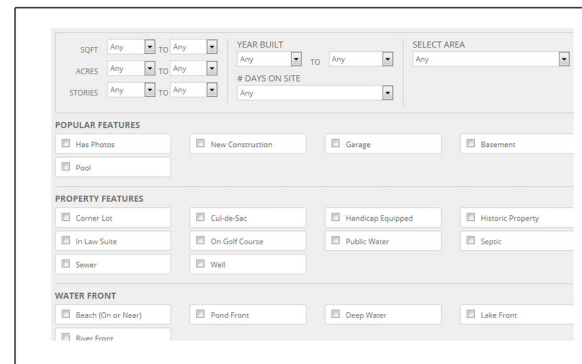 SQFT Any TO Any
ACRES Any TO Any
STORIES Any TO Any
YEAR BUILT
Any TO Any
# DAYS ON SITE
Any
SELECT AREA
Any
POPULAR FEATURES
Has Photos New Construction Garage Basement
Pool
PROPERTY FEATURES
Corner Lot Cul-de-Sac Handicap Equipped Historic Property
In Law Suite On Golf Course Public Water Septic
Sewer Well
WATER FRONT
Beach (On or Near) Pond Front Deep Water Lake Front
River Front